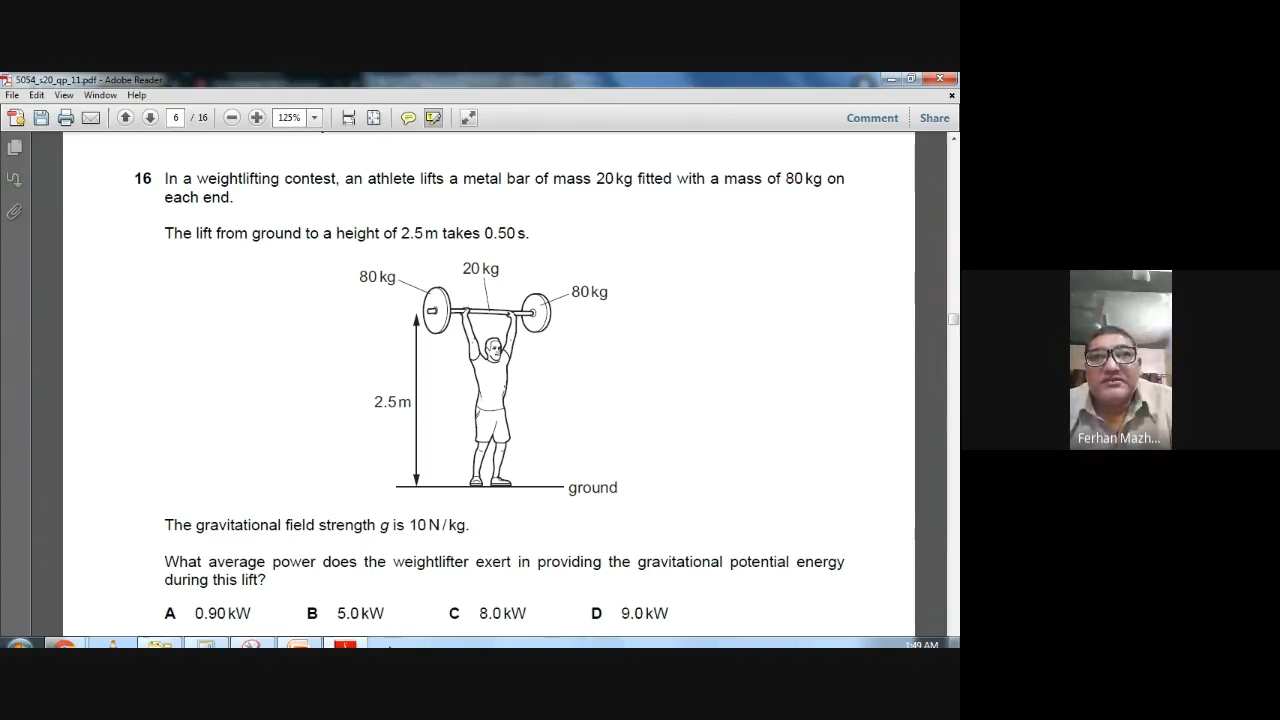 5054_s20_qp_11.pdf - Adobe Reader
File Edit View Window Help
6 / 16 125% Comment Share
16 In a weightlifting contest, an athlete lifts a metal bar of mass 20 kg fitted with a mass of 80 kg on
each end.
The lift from ground to a height of 2.5 m takes 0.50 s.
80 kg
20 kg
80 kg
2.5 m
ground
The gravitational field strength g is 10 N / kg.
What average power does the weightlifter exert in providing the gravitational potential energy
during this lift?
A 0.90 kW B 5.0 kW C 8.0 kW D 9.0 kW
1:49 AM
Ferhan Mazh...